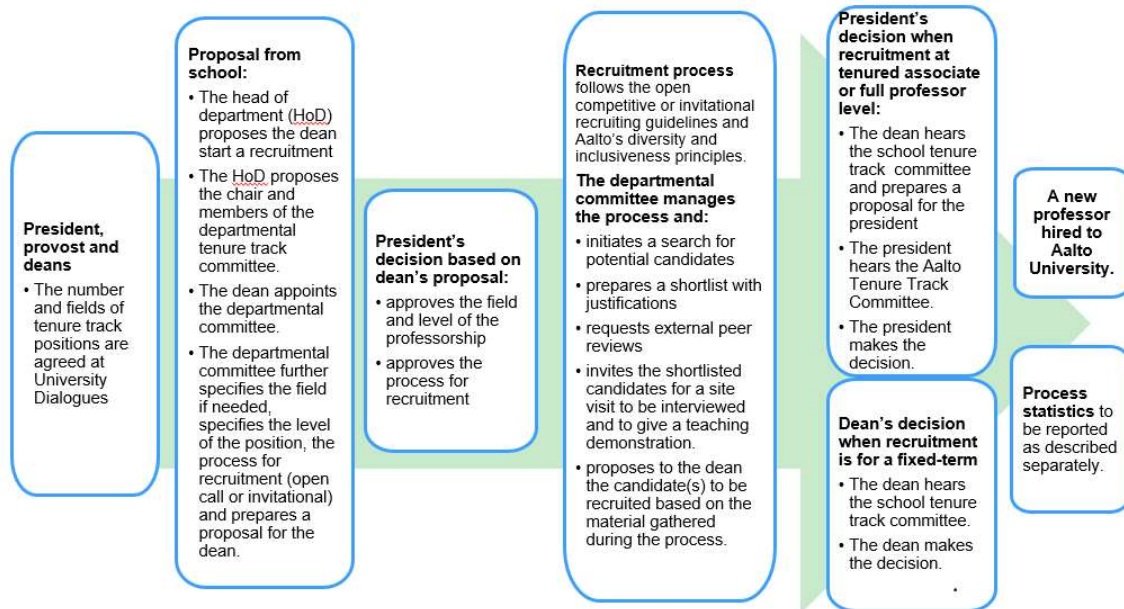 President,
provost and
deans
• The number
and fields of
tenure track
positions are
agreed at
University
Dialogues
Proposal from
school:
• The head of
department (HoD)
proposes the dean
start a recruitment
• The HoD proposes
the chair and
members of the
departmental
tenure track
committee.
• The dean appoints
the departmental
committee.
• The departmental
committee further
specifies the field
if needed,
specifies the level
of the position, the
process for
recruitment (open
call or invitational)
and prepares a
proposal for the
dean.
President's
decision based on
dean's proposal:
• approves the field
and level of the
professorship
• approves the
process for
recruitment
Recruitment process
follows the open
competitive or invitational
recruiting guidelines and
Aalto's diversity and
inclusiveness principles.
The departmental
committee manages
the process and:
• initiates a search for
potential candidates
• prepares a shortlist with
justifications
• requests external peer
reviews
• invites the shortlisted
candidates for a site
visit to be interviewed
and to give a teaching
demonstration.
• proposes to the dean
the candidate(s) to be
recruited based on the
material gathered
during the process.
President's
decision when
recruitment at
tenured associate
or full professor
level:
• The dean hears
the school tenure
track committee
and prepares a
proposal for the
president
• The president
hears the Aalto
Tenure Track
Committee.
• The president
makes the
decision.
Dean's decision
when recruitment
is for a fixed-term
• The dean hears
the school tenure
track committee.
• The dean makes
the decision.
•
A new
professor
hired to
Aalto
University.
Process
statistics to
be reported
as described
separately.